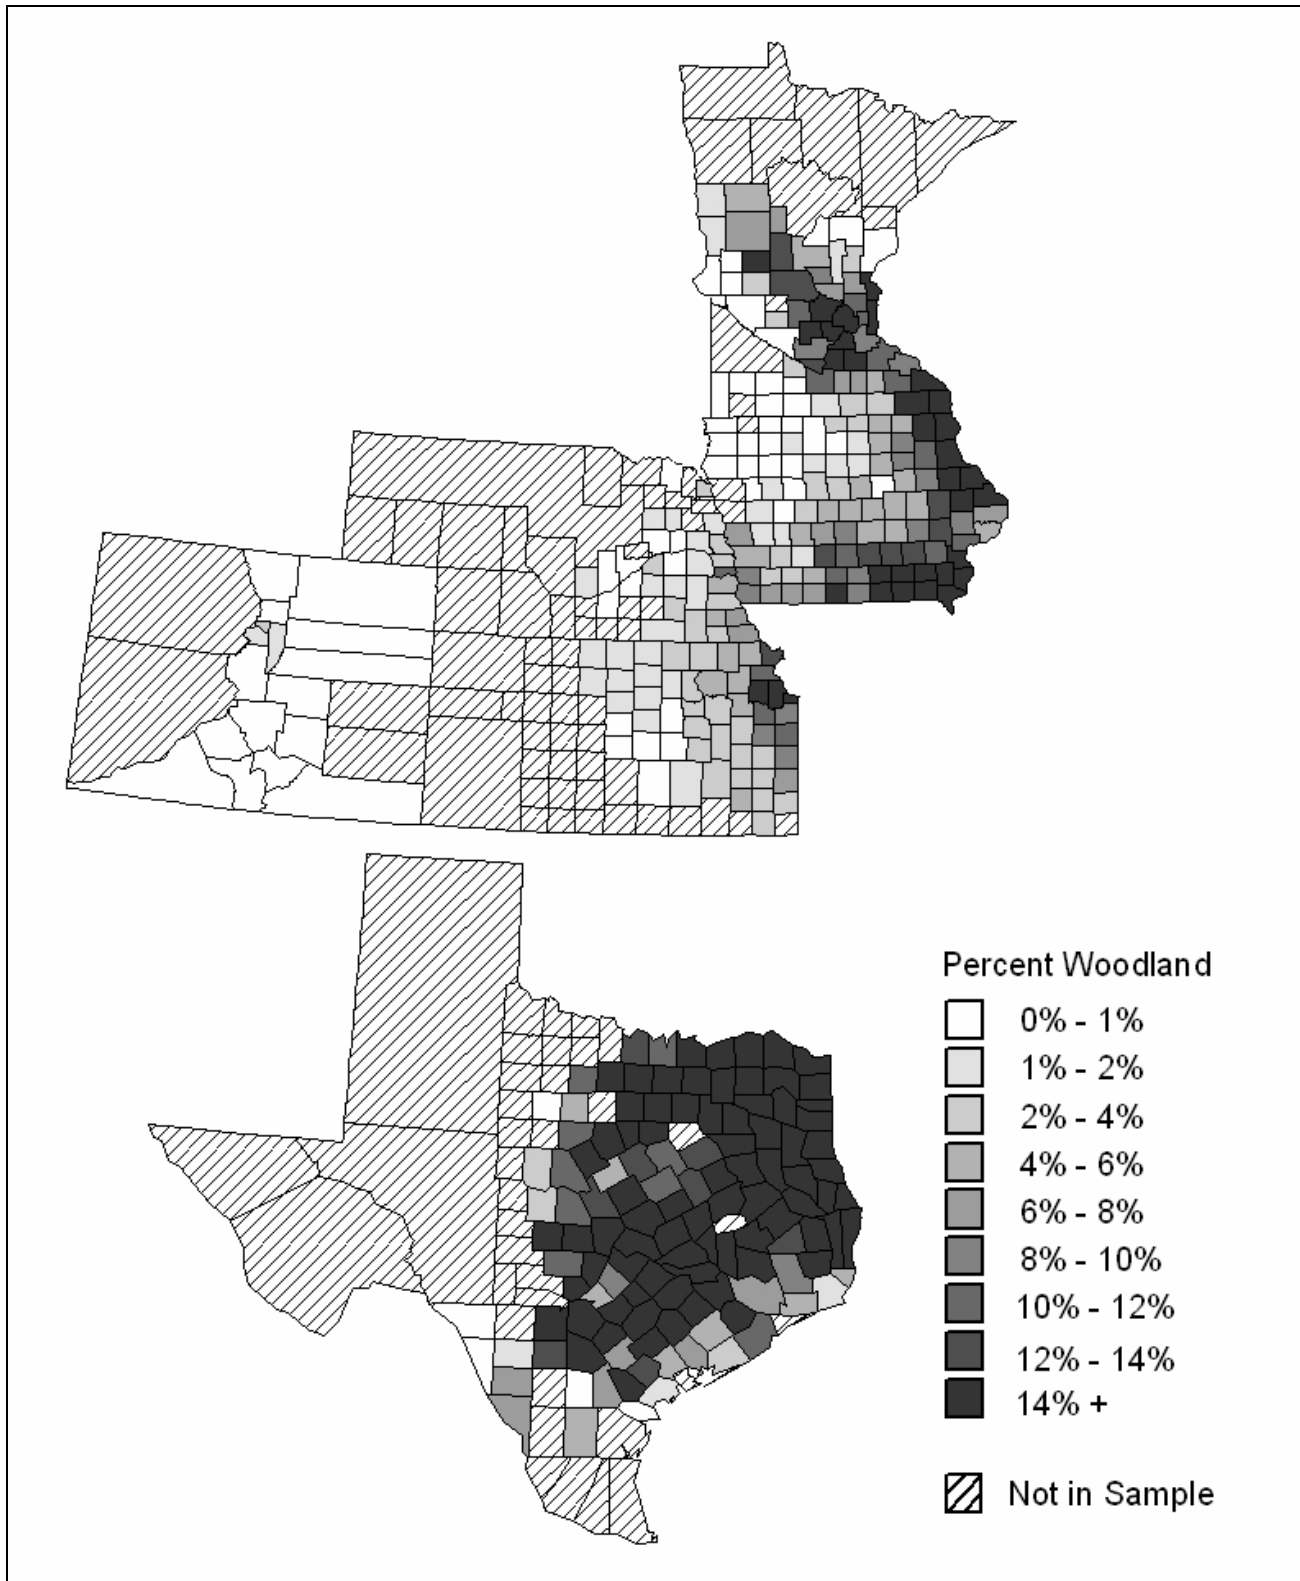 Percent Woodland
0% - 1%
1% - 2%
2% - 4%
4% - 6%
6% - 8%
8% - 10%
10% - 12%
12% - 14%
14% +
Not in Sample